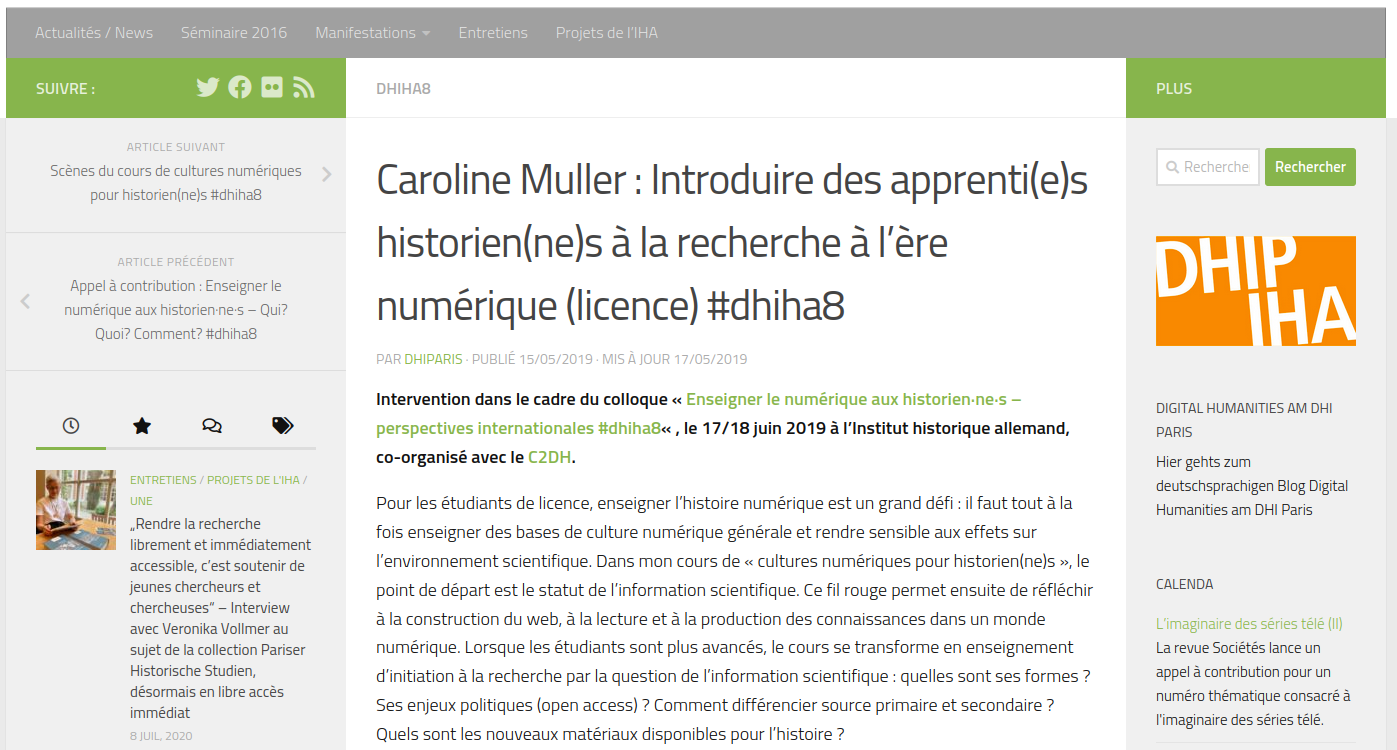 Actualités / News
Séminaire 2016
Manifestations
Entretiens
Projets de l'IHA
SUIVRE :
ARTICLE SUIVANT
Scènes du cours de cultures numériques
pour historien(ne)s #dhiha8
ARTICLE PRÉCÉDENT
Appel à contribution : Enseigner le
numérique aux historien·ne·s – Qui?
Quoi? Comment? #dhiha8
ENTRETIENS / PROJETS DE L'IHA /
UNE
„Rendre la recherche
librement et immédiatement
accessible, c'est soutenir de
jeunes chercheurs et
chercheuses“ – Interview
avec Veronika Vollmer au
sujet de la collection Pariser
Historische Studien,
désormais en libre accès
immédiat
8 JUIL, 2020
DHIHA8
Caroline Muller : Introduire des apprenti(e)s
historien(ne)s à la recherche à l’ère
numérique (licence) #dhiha8
PAR DHIPARIS · PUBLIÉ 15/05/2019 · MIS À JOUR 17/05/2019
Intervention dans le cadre du colloque « Enseigner le numérique aux historien·ne·s –
perspectives internationales #dhiha8« , le 17/18 juin 2019 à l’Institut historique allemand,
co-organisé avec le C2DH.
Pour les étudiants de licence, enseigner l’histoire numérique est un grand défi : il faut tout à la
fois enseigner des bases de culture numérique générale et rendre sensible aux effets sur
l’environnement scientifique. Dans mon cours de « cultures numériques pour historien(ne)s », le
point de départ est le statut de l’information scientifique. Ce fil rouge permet ensuite de réfléchir
à la construction du web, à la lecture et à la production des connaissances dans un monde
numérique. Lorsque les étudiants sont plus avancés, le cours se transforme en enseignement
d’initiation à la recherche par la question de l’information scientifique : quelles sont ses formes ?
Ses enjeux politiques (open access) ? Comment différencier source primaire et secondaire ?
Quels sont les nouveaux matériaux disponibles pour l’histoire ?
PLUS
Recherche
Rechercher
DHIP
IHA
DIGITAL HUMANITIES AM DHI
PARIS
Hier gehts zum
deutschsprachigen Blog Digital
Humanities am DHI Paris
CALENDA
L'imaginaire des séries télé (II)
La revue Sociétés lance un
appel à contribution pour un
numéro thématique consacré à
l'imaginaire des séries télé.